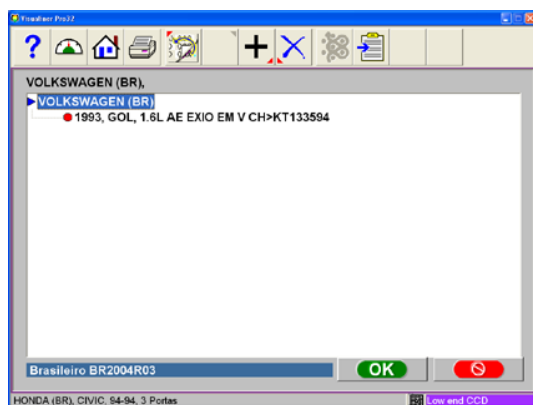 Visualiner Pro32
VOLKSWAGEN (BR),
VOLKSWAGEN (BR)
1993, GOL, 1.6L AE EXIO EM V CH>KT133594
Brasileiro BR2004R03
OK
HONDA (BR), CIVIC, 94-94, 3 Portas
Low end CCD